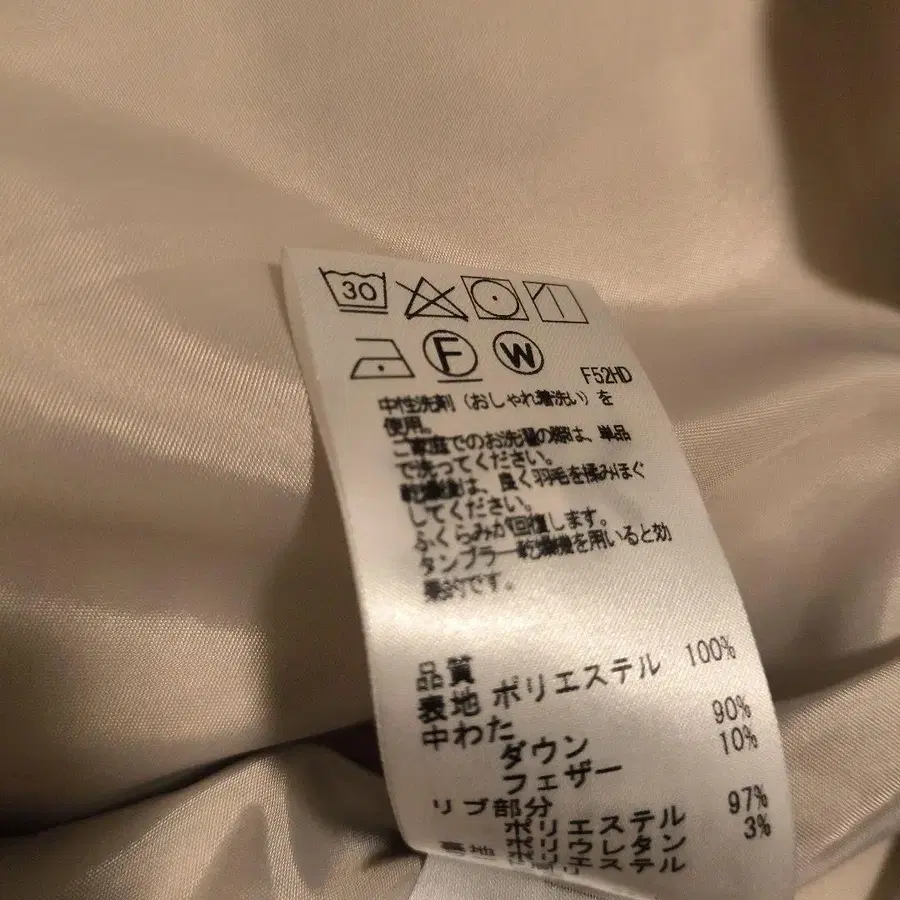 30
F W
F52HD
中性洗剤（おしゃれ着洗い）を
使用。
ご家庭でのお洗濯の際は、単品
で洗ってください。
乾燥後は、良く羽毛を揉みほぐ
してください。
ふくらみが回復します。
タンブラー乾燥機を用いると効
果的です。
品質
表地 ポリエステル 100%
中わた
ダウン 90%
フェザー 10%
リブ部分
ポリエステル 97%
ポリウレタン 3%
裏地 ポリエステル